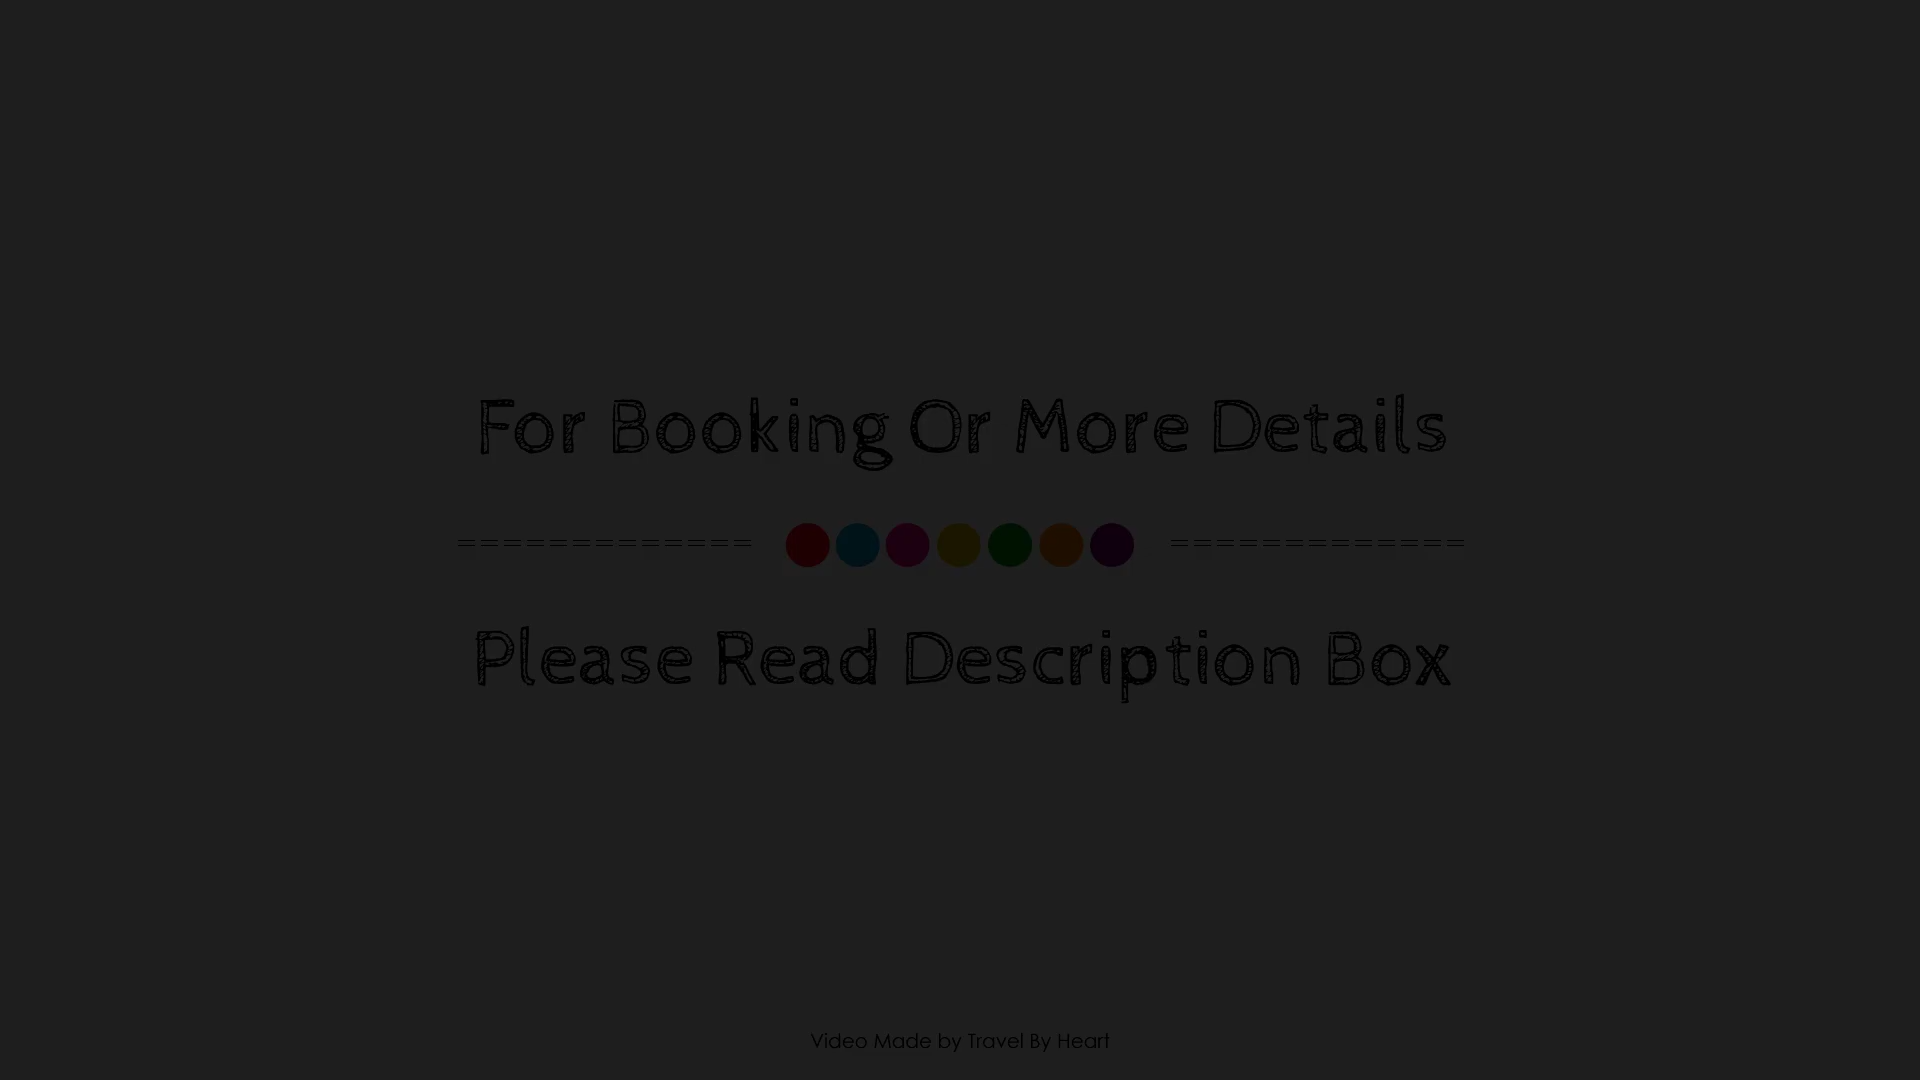 For Booking Or More Details
============= =============
Please Read Description Box
Video Made by Travel By Heart